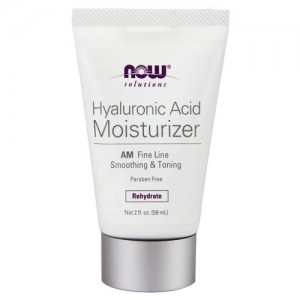 now
solutions
Hyaluronic Acid
Moisturizer
AM Fine Line
Smoothing & Toning
Paraben Free
Rehydrate
Net 2 fl. oz. (59 mL)